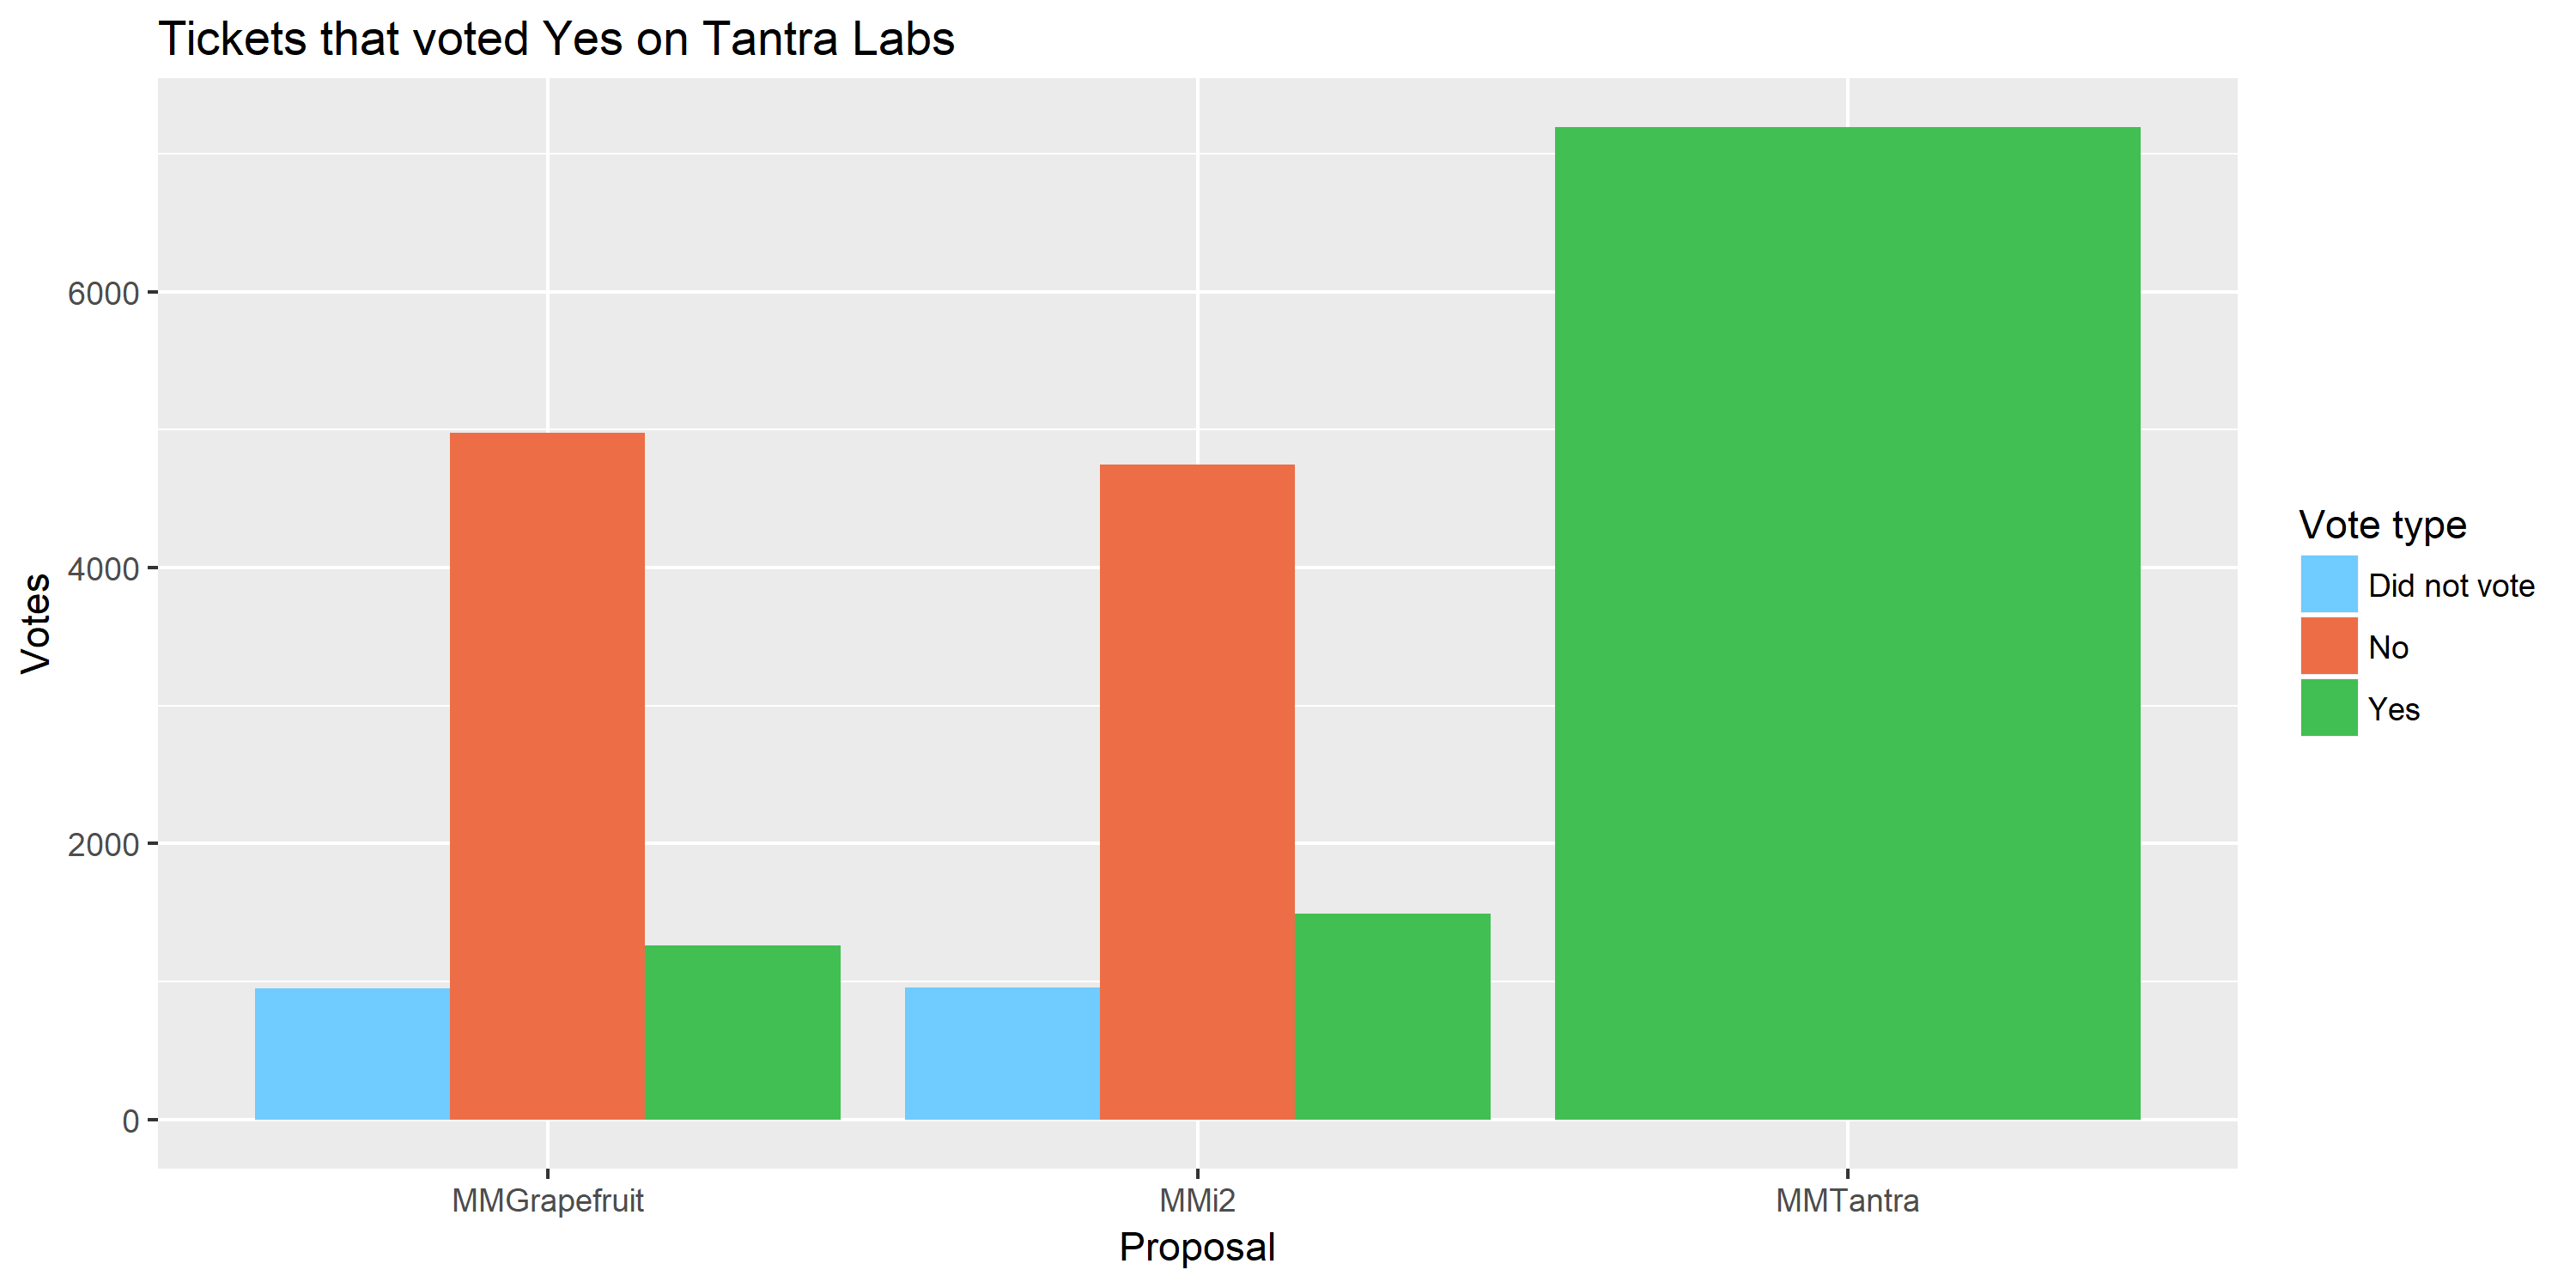 Tickets that voted Yes on Tantra Labs
Votes
6000
4000
2000
0
MMGrapefruit
MMi2
MMTantra
Proposal
Vote type
Did not vote
No
Yes